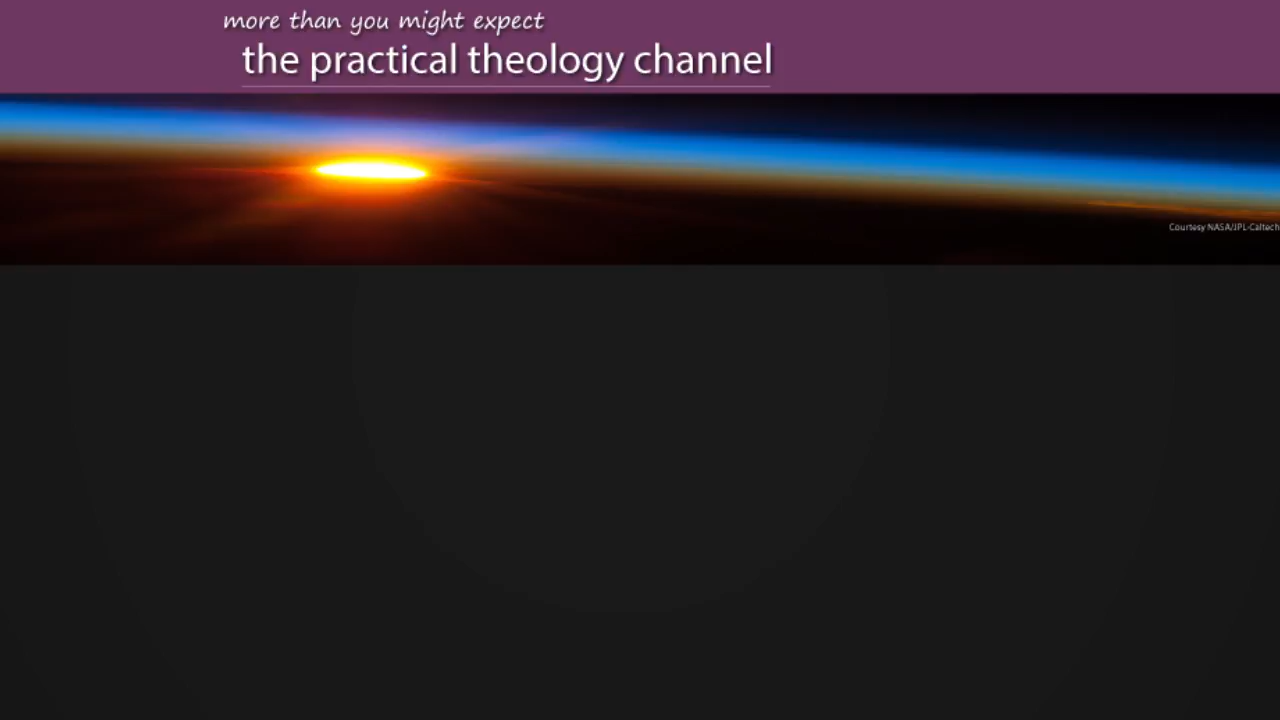 more than you might expect
the practical theology channel
Courtesy NASA/JPL-Caltech